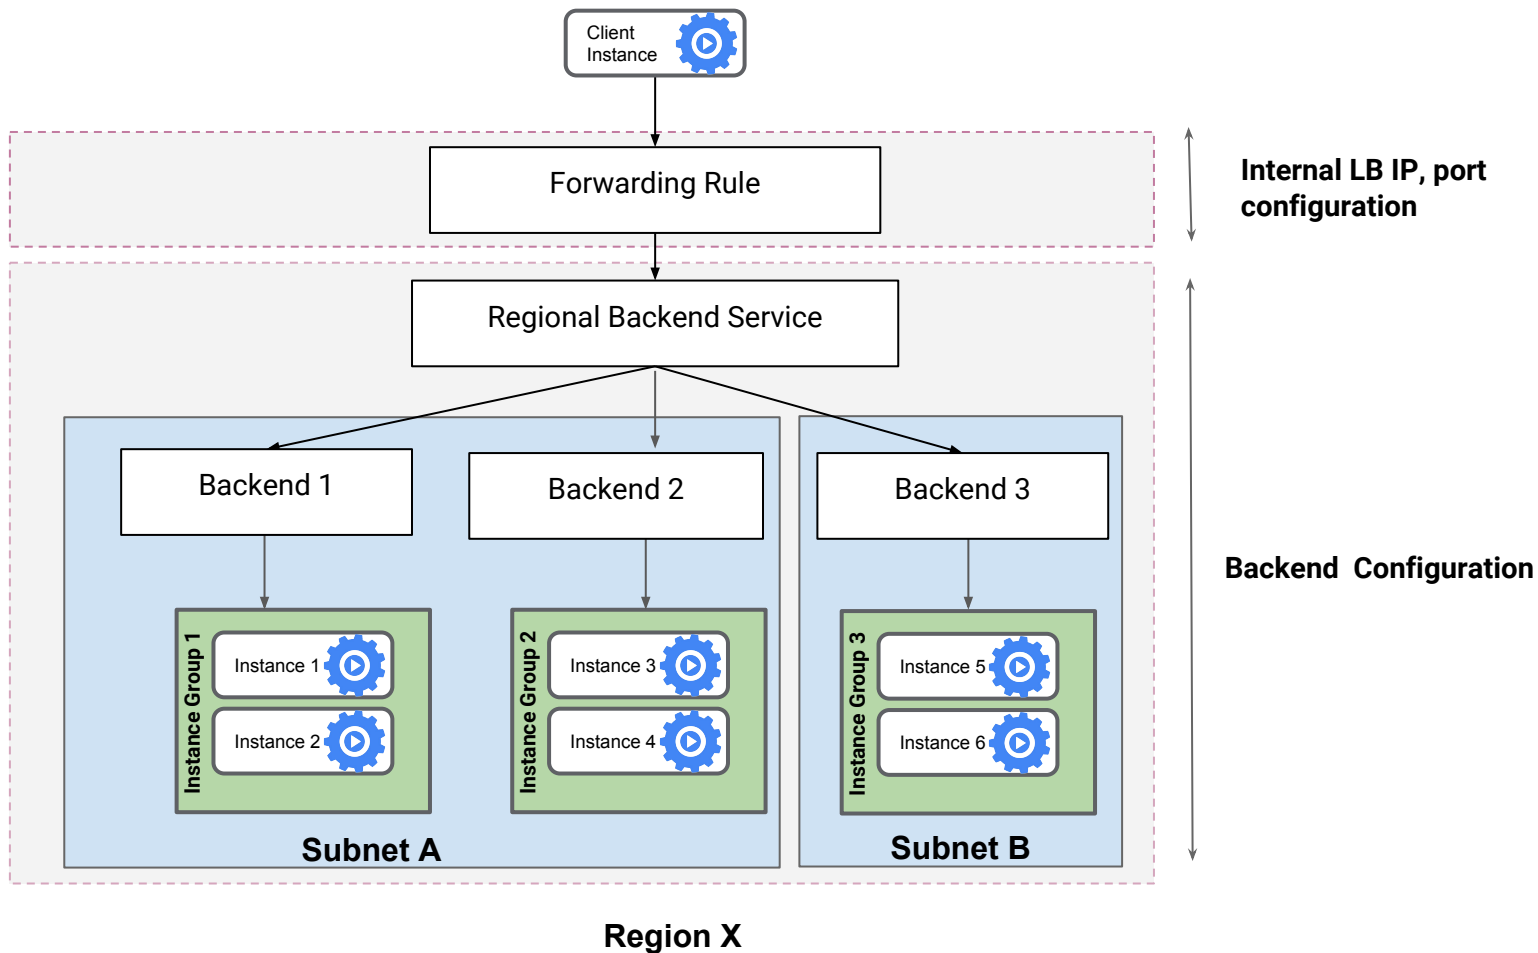 Client
Instance
Forwarding Rule
Internal LB IP, port
configuration
Regional Backend Service
Backend 1
Backend 2
Backend 3
Backend  Configuration
Instance Group 1
Instance 1
Instance 2
Instance Group 2
Instance 3
Instance 4
Instance Group 3
Instance 5
Instance 6
Subnet A
Subnet B
Region X